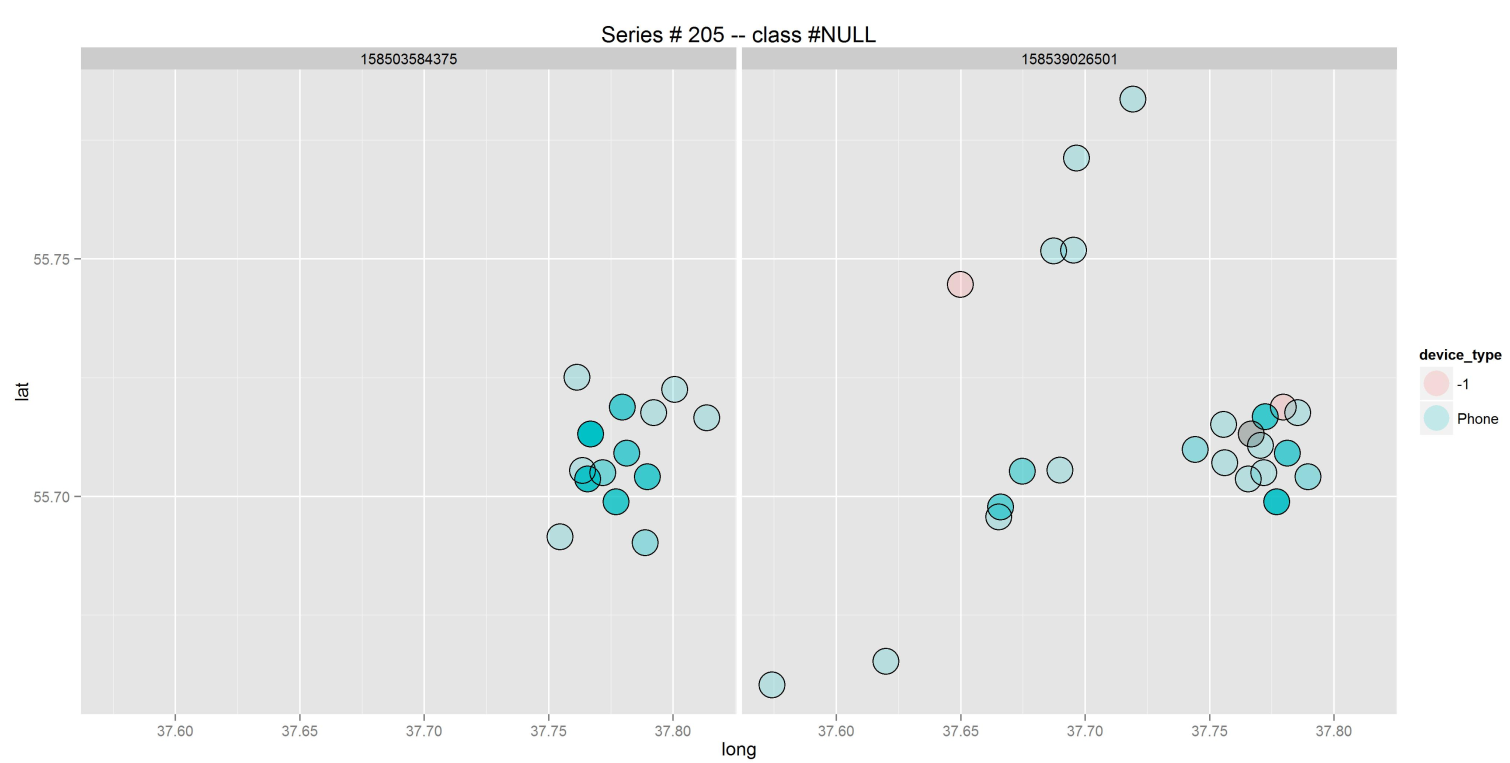 Series # 205 -- class #NULL
158503584375 158539026501
55.75
55.70
lat
37.60 37.65 37.70 37.75 37.80 37.60 37.65 37.70 37.75 37.80
long
device_type
-1
Phone